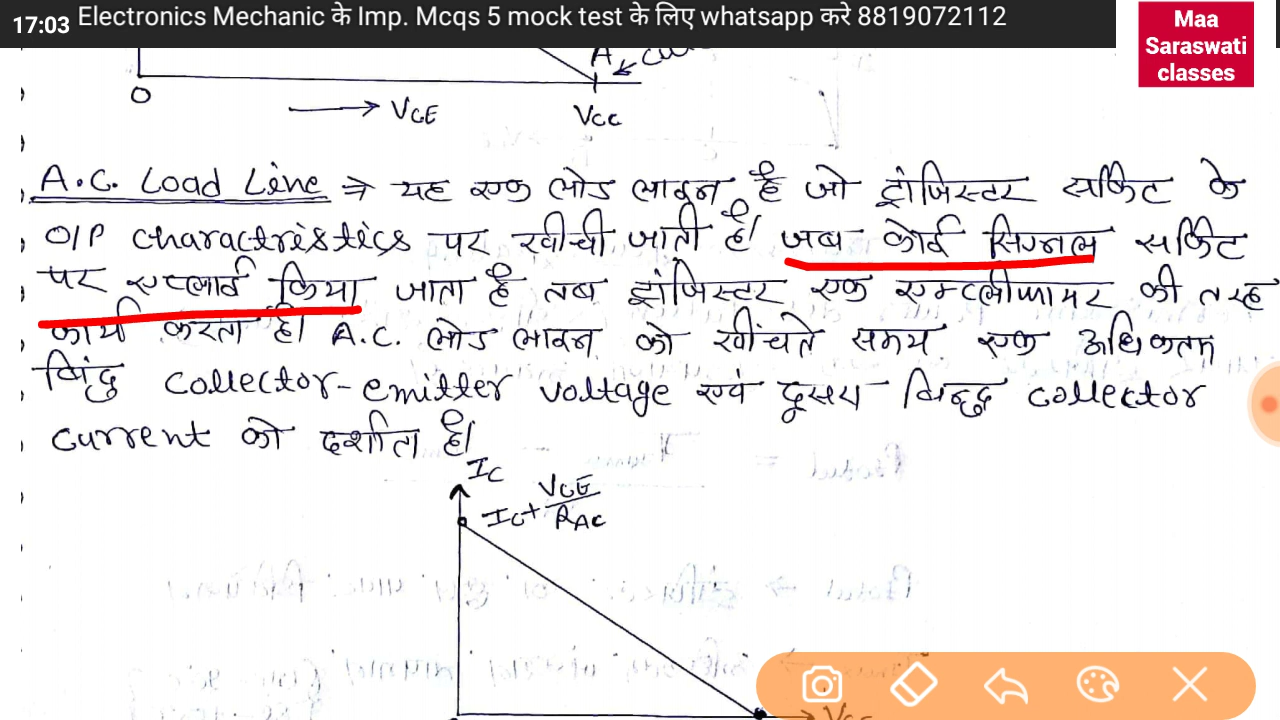 17:03 Electronics Mechanic के Imp. Mcqs 5 mock test के लिए whatsapp करे 8819072112
Maa
Saraswati
classes
A
O
→ VCE
VCC
A.C. Load Line ⇒ यह एक लोड लाइन है जो ट्रांजिस्टर सर्किट के
O/P charactristics पर खीची जाती है। जब कोई सिग्नल सर्किट
पर एप्लाई किया जाता है तब ट्रांजिस्टर एक एम्प्लीफायर की तरह
कार्य करता है। A.C. लोड लाइन को खींचते समय एक अधिकतम
बिंदु collector-emitter voltage एवं दुसरा बिन्दु collector
current को दर्शाता है।
IC
IC + VCE
RAC